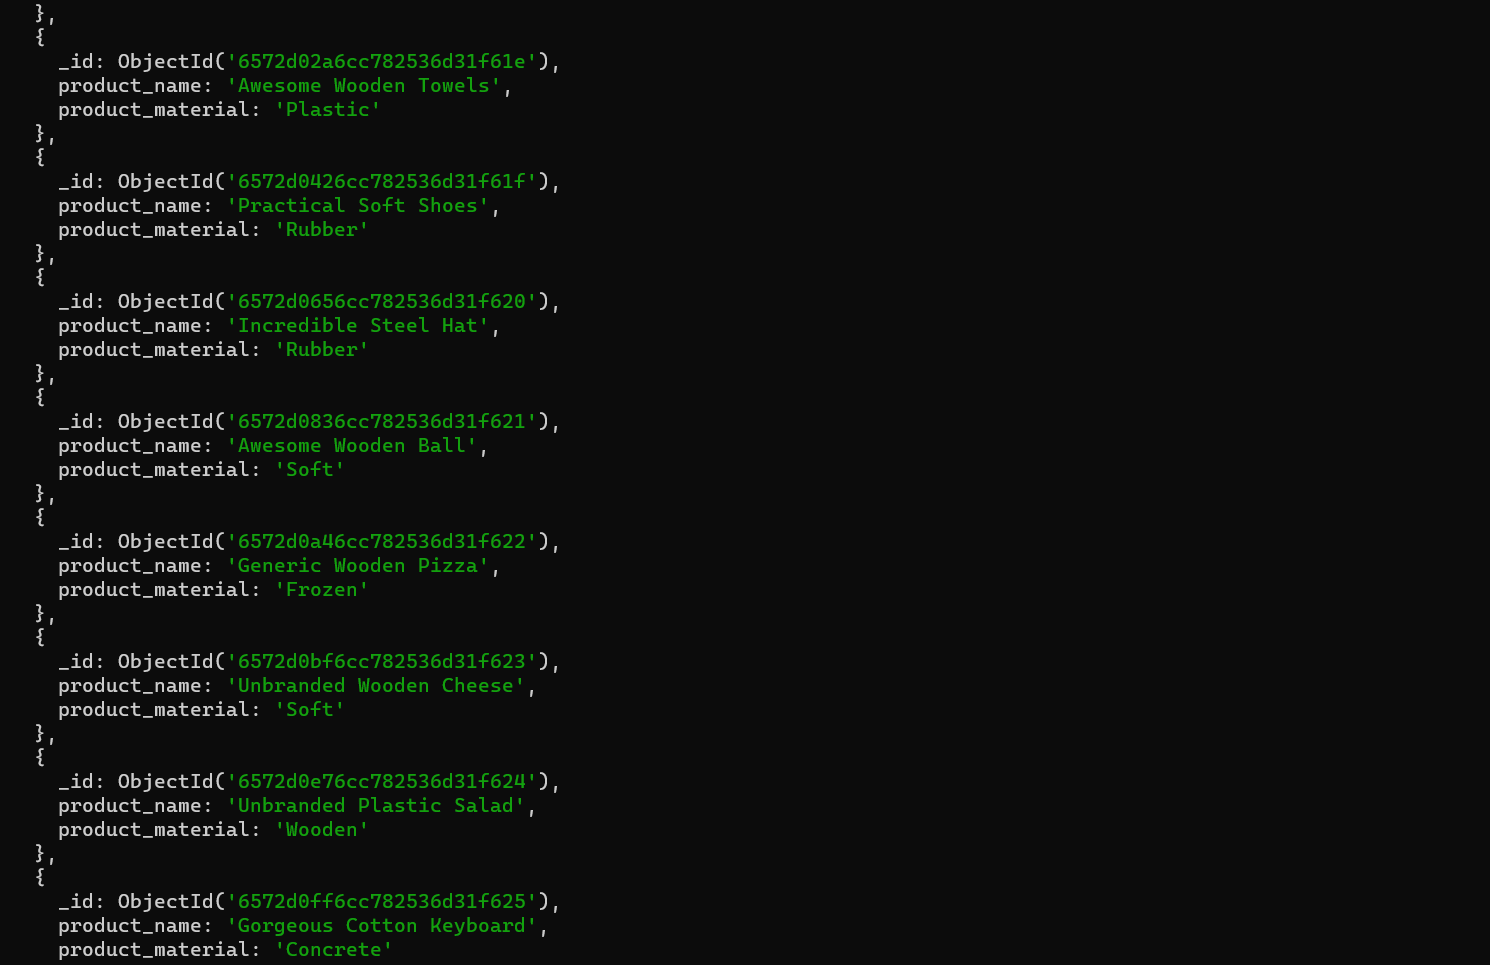 },
{
_id: ObjectId('6572d02a6cc782536d31f61e'),
product_name: 'Awesome Wooden Towels',
product_material: 'Plastic'
},
{
_id: ObjectId('6572d0426cc782536d31f61f'),
product_name: 'Practical Soft Shoes',
product_material: 'Rubber'
},
{
_id: ObjectId('6572d0656cc782536d31f620'),
product_name: 'Incredible Steel Hat',
product_material: 'Rubber'
},
{
_id: ObjectId('6572d0836cc782536d31f621'),
product_name: 'Awesome Wooden Ball',
product_material: 'Soft'
},
{
_id: ObjectId('6572d0a46cc782536d31f622'),
product_name: 'Generic Wooden Pizza',
product_material: 'Frozen'
},
{
_id: ObjectId('6572d0bf6cc782536d31f623'),
product_name: 'Unbranded Wooden Cheese',
product_material: 'Soft'
},
{
_id: ObjectId('6572d0e76cc782536d31f624'),
product_name: 'Unbranded Plastic Salad',
product_material: 'Wooden'
},
{
_id: ObjectId('6572d0ff6cc782536d31f625'),
product_name: 'Gorgeous Cotton Keyboard',
product_material: 'Concrete'